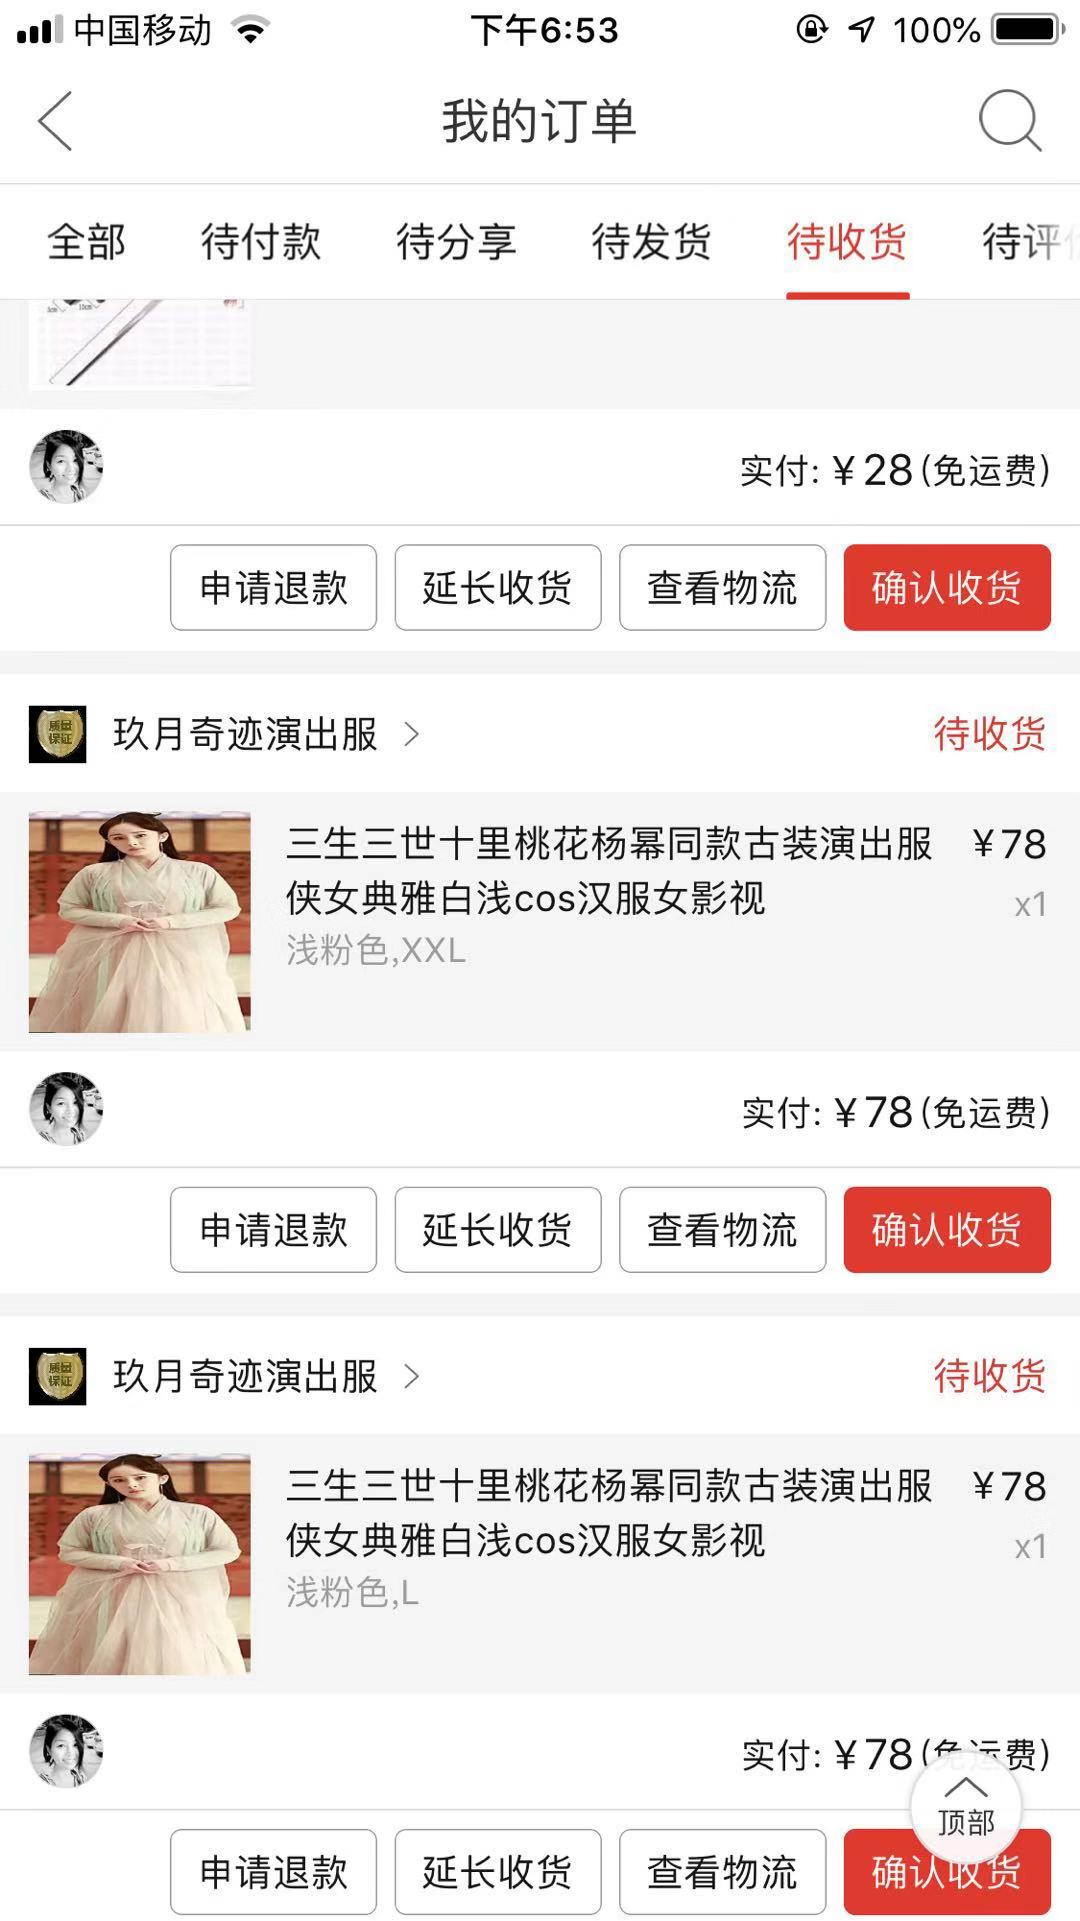 中国移动
下午6:53
100%
我的订单
全部
待付款
待分享
待发货
待收货
待评
实付: ¥28(免运费)
申请退款
延长收货
查看物流
确认收货
质量
保证
玖月奇迹演出服
待收货
三生三世十里桃花杨幂同款古装演出服
¥78
侠女典雅白浅cos汉服女影视
x1
浅粉色,XXL
实付: ¥78(免运费)
申请退款
延长收货
查看物流
确认收货
质量
保证
玖月奇迹演出服
待收货
三生三世十里桃花杨幂同款古装演出服
¥78
侠女典雅白浅cos汉服女影视
x1
浅粉色,L
实付: ¥78(免运费)
顶部
申请退款
延长收货
查看物流
确认收货